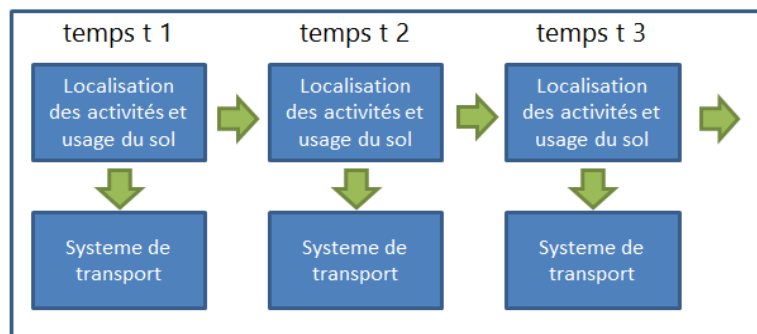 temps t 1
temps t 2
temps t 3
Localisation
des activités et
usage du sol
Localisation
des activités et
usage du sol
Localisation
des activités et
usage du sol
Systeme de
transport
Systeme de
transport
Systeme de
transport